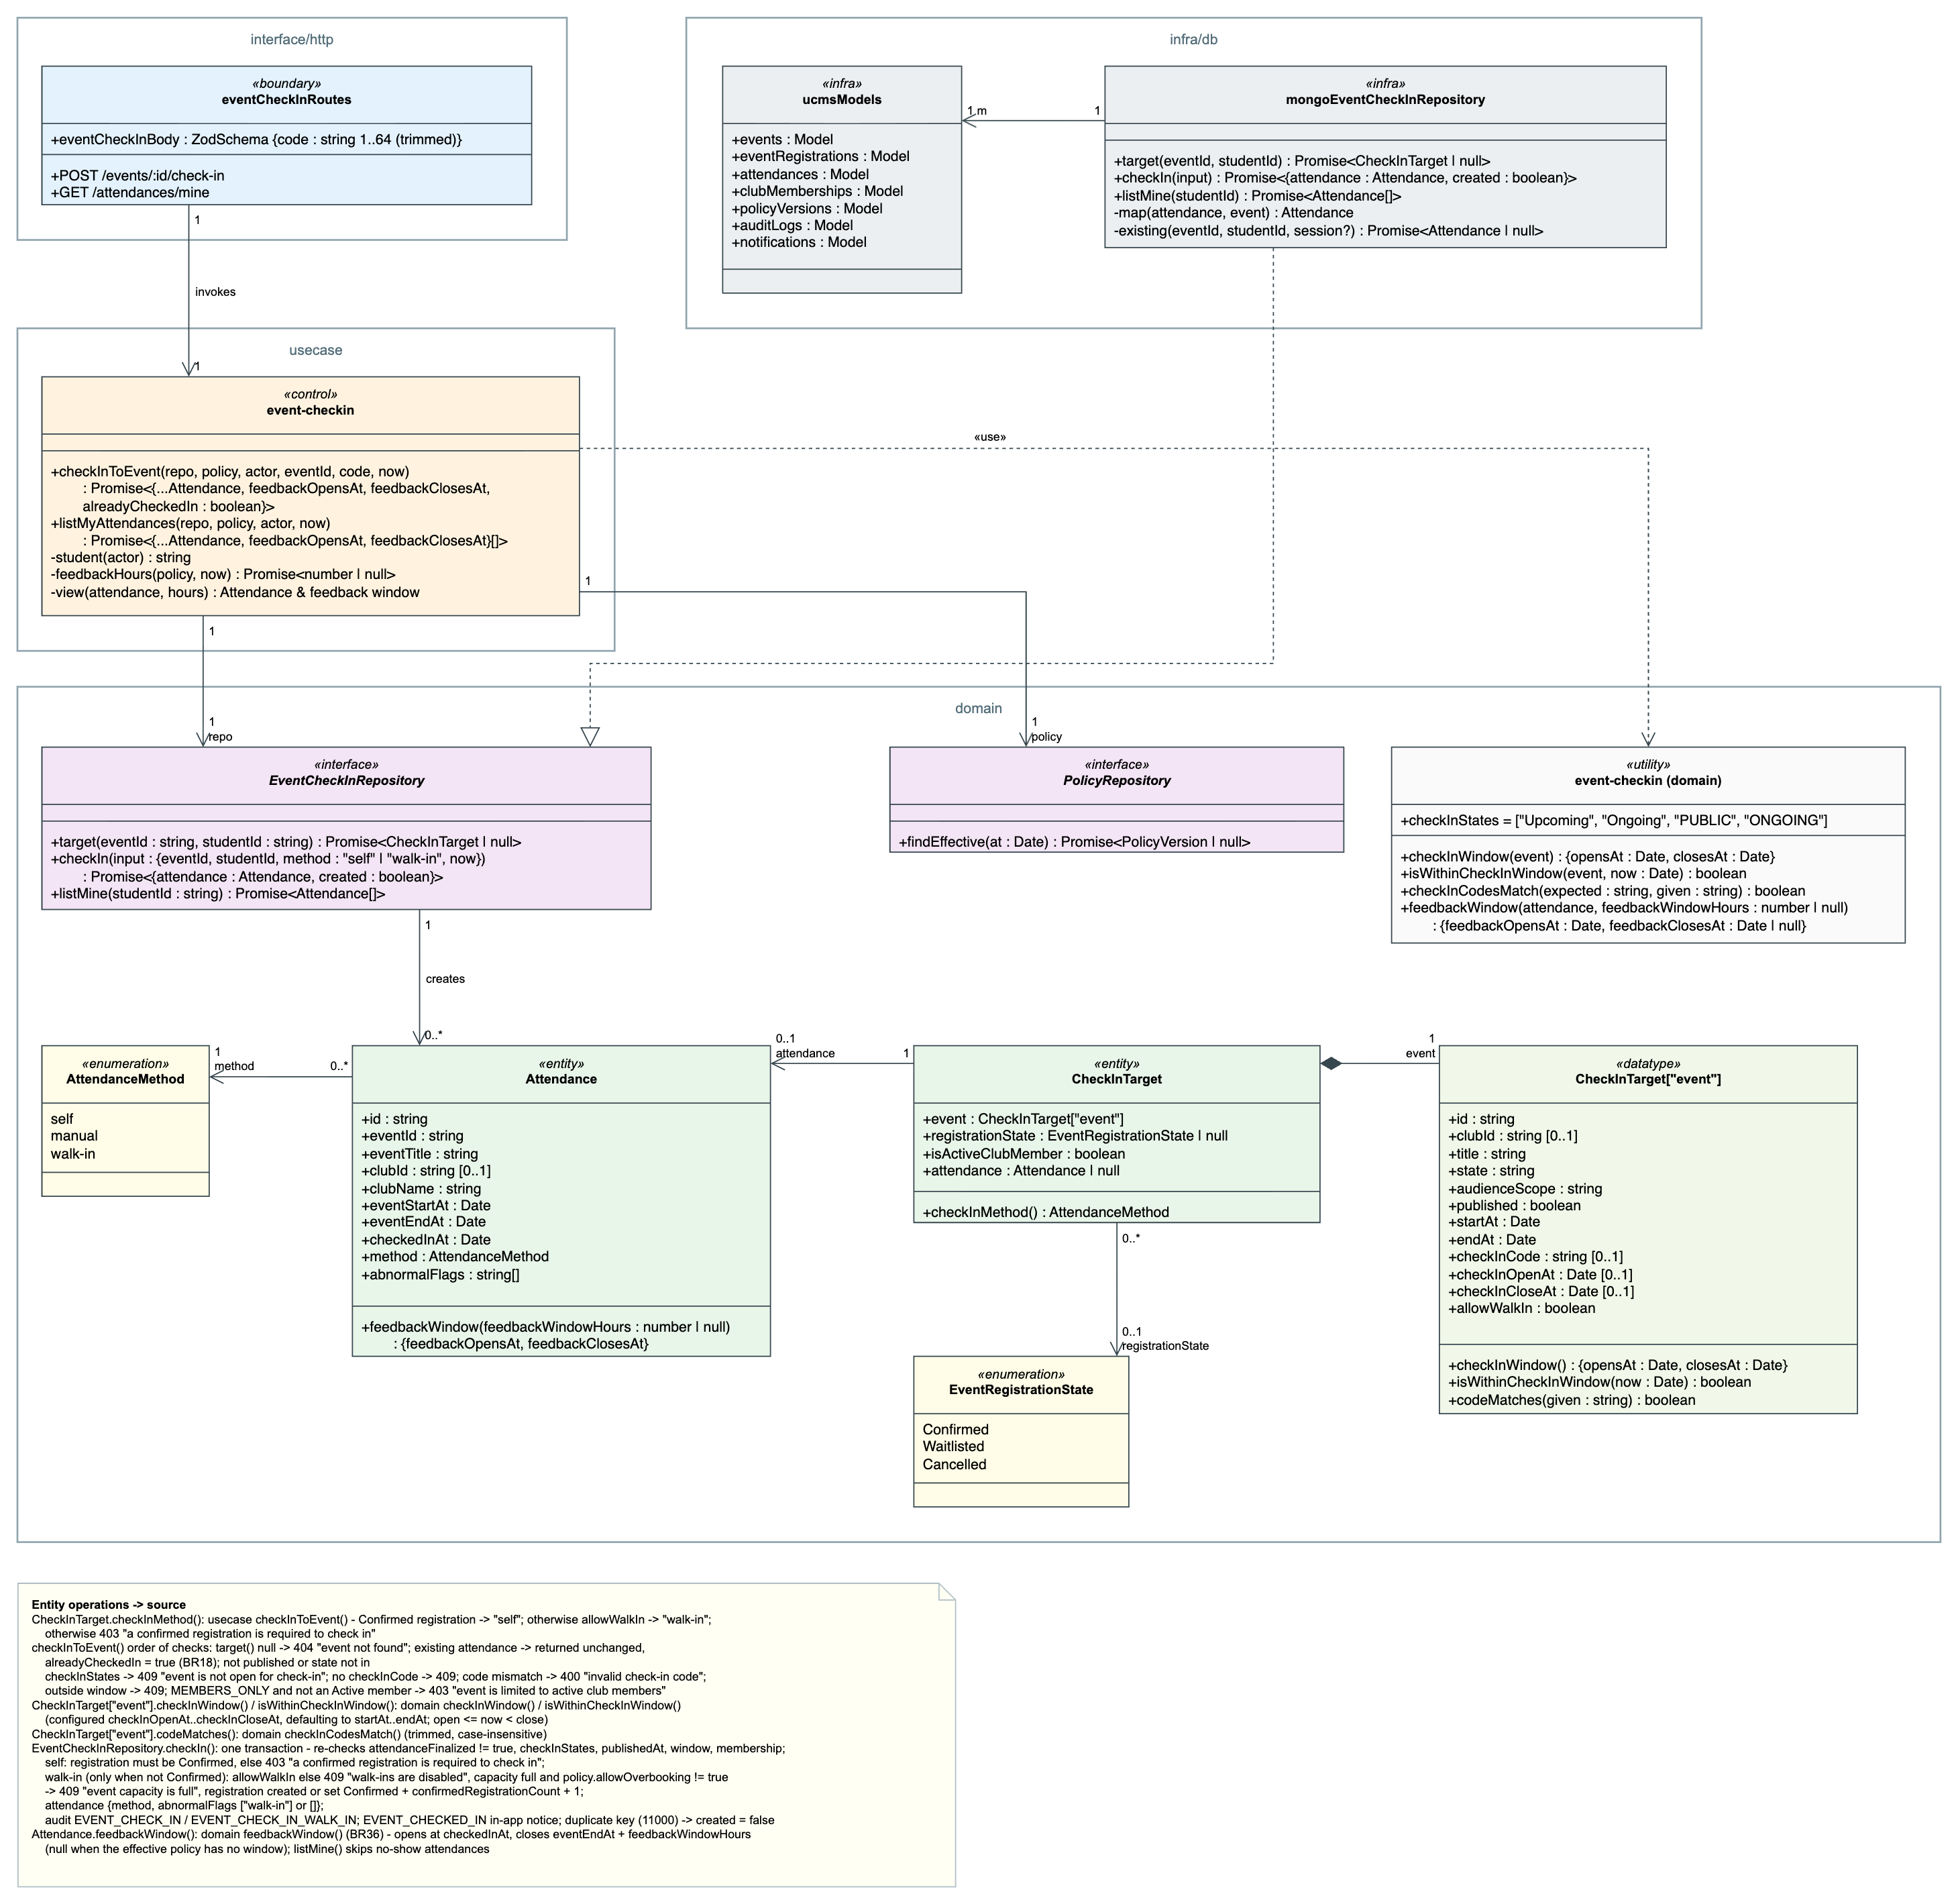 interface/http
«boundary»
eventCheckInRoutes
+eventCheckInBody : ZodSchema {code : string 1..64 (trimmed)}
+POST /events/:id/check-in
+GET /attendances/mine
1
invokes
1
infra/db
«infra»
ucmsModels
+events : Model
+eventRegistrations : Model
+attendances : Model
+clubMemberships : Model
+policyVersions : Model
+auditLogs : Model
+notifications : Model
1 m
1
«infra»
mongoEventCheckInRepository
+target(eventId, studentId) : Promise<CheckInTarget | null>
+checkIn(input) : Promise<{attendance : Attendance, created : boolean}>
+listMine(studentId) : Promise<Attendance[]>
-map(attendance, event) : Attendance
-existing(eventId, studentId, session?) : Promise<Attendance | null>
usecase
«control»
event-checkin
+checkInToEvent(repo, policy, actor, eventId, code, now)
: Promise<{...Attendance, feedbackOpensAt, feedbackClosesAt,
alreadyCheckedIn : boolean}>
+listMyAttendances(repo, policy, actor, now)
: Promise<{...Attendance, feedbackOpensAt, feedbackClosesAt}[]>
-student(actor) : string
-feedbackHours(policy, now) : Promise<number | null>
-view(attendance, hours) : Attendance & feedback window
«use»
1
1
1
repo
1
policy
domain
«interface»
EventCheckInRepository
+target(eventId : string, studentId : string) : Promise<CheckInTarget | null>
+checkIn(input : {eventId, studentId, method : "self" | "walk-in", now})
: Promise<{attendance : Attendance, created : boolean}>
+listMine(studentId : string) : Promise<Attendance[]>
«interface»
PolicyRepository
+findEffective(at : Date) : Promise<PolicyVersion | null>
«utility»
event-checkin (domain)
+checkInStates = ["Upcoming", "Ongoing", "PUBLIC", "ONGOING"]
+checkInWindow(event) : {opensAt : Date, closesAt : Date}
+isWithinCheckInWindow(event, now : Date) : boolean
+checkInCodesMatch(expected : string, given : string) : boolean
+feedbackWindow(attendance, feedbackWindowHours : number | null)
: {feedbackOpensAt : Date, feedbackClosesAt : Date | null}
1
creates
0..*
«enumeration»
AttendanceMethod
self
manual
walk-in
1
method
0..*
«entity»
Attendance
+id : string
+eventId : string
+eventTitle : string
+clubId : string [0..1]
+clubName : string
+eventStartAt : Date
+eventEndAt : Date
+checkedInAt : Date
+method : AttendanceMethod
+abnormalFlags : string[]
+feedbackWindow(feedbackWindowHours : number | null)
: {feedbackOpensAt, feedbackClosesAt}
0..1
attendance
1
«entity»
CheckInTarget
+event : CheckInTarget["event"]
+registrationState : EventRegistrationState | null
+isActiveClubMember : boolean
+attendance : Attendance | null
+checkInMethod() : AttendanceMethod
1
event
«datatype»
CheckInTarget["event"]
+id : string
+clubId : string [0..1]
+title : string
+state : string
+audienceScope : string
+published : boolean
+startAt : Date
+endAt : Date
+checkInCode : string [0..1]
+checkInOpenAt : Date [0..1]
+checkInCloseAt : Date [0..1]
+allowWalkIn : boolean
+checkInWindow() : {opensAt : Date, closesAt : Date}
+isWithinCheckInWindow(now : Date) : boolean
+codeMatches(given : string) : boolean
0..*
0..1
registrationState
«enumeration»
EventRegistrationState
Confirmed
Waitlisted
Cancelled
Entity operations -> source
CheckInTarget.checkInMethod(): usecase checkInToEvent() - Confirmed registration -> "self"; otherwise allowWalkIn -> "walk-in";
otherwise 403 "a confirmed registration is required to check in"
checkInToEvent() order of checks: target() null -> 404 "event not found"; existing attendance -> returned unchanged,
alreadyCheckedIn = true (BR18); not published or state not in
checkInStates -> 409 "event is not open for check-in"; no checkInCode -> 409; code mismatch -> 400 "invalid check-in code";
outside window -> 409; MEMBERS_ONLY and not an Active member -> 403 "event is limited to active club members"
CheckInTarget["event"].checkInWindow() / isWithinCheckInWindow(): domain checkInWindow() / isWithinCheckInWindow()
(configured checkInOpenAt..checkInCloseAt, defaulting to startAt..endAt; open <= now < close)
CheckInTarget["event"].codeMatches(): domain checkInCodesMatch() (trimmed, case-insensitive)
EventCheckInRepository.checkIn(): one transaction - re-checks attendanceFinalized != true, checkInStates, publishedAt, window, membership;
self: registration must be Confirmed, else 403 "a confirmed registration is required to check in";
walk-in (only when not Confirmed): allowWalkIn else 409 "walk-ins are disabled", capacity full and policy.allowOverbooking != true
-> 409 "event capacity is full", registration created or set Confirmed + confirmedRegistrationCount + 1;
attendance {method, abnormalFlags ["walk-in"] or []};
audit EVENT_CHECK_IN / EVENT_CHECK_IN_WALK_IN; EVENT_CHECKED_IN in-app notice; duplicate key (11000) -> created = false
Attendance.feedbackWindow(): domain feedbackWindow() (BR36) - opens at checkedInAt, closes eventEndAt + feedbackWindowHours
(null when the effective policy has no window); listMine() skips no-show attendances